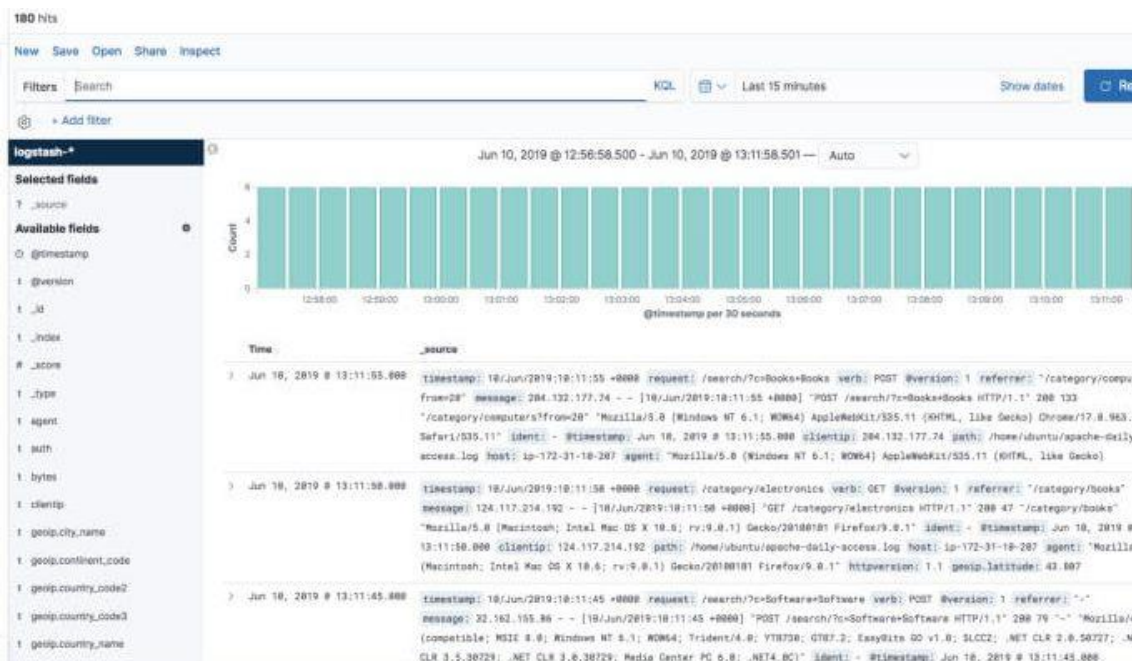 180 hits
New Save Open Share Inspect
Filters Search KQL Last 15 minutes Show dates Re
+ Add filter
logstash-*
Selected fields
? _source
Available fields
@timestamp
t @version
t _id
t _index
# _score
t _type
t agent
t auth
t bytes
t clientip
t geoip.city_name
t geoip.continent_code
t geoip.country_code2
t geoip.country_code3
t geoip.country_name
Jun 10, 2019 @ 12:56:58.500 - Jun 10, 2019 @ 13:11:58.501 — Auto
Count
6
4
2
0
12:58:00 12:59:00 13:00:00 13:01:00 13:02:00 13:03:00 13:04:00 13:05:00 13:06:00 13:07:00 13:08:00 13:09:00 13:10:00 13:11:00
@timestamp per 30 seconds
Time _source
Jun 10, 2019 @ 13:11:55.000 timestamp: 10/Jun/2019:10:11:55 +0000 request: /search/?c=Books+Books verb: POST @version: 1 referrer: "/category/compu
from=20" message: 204.132.177.74 - - [10/Jun/2019:10:11:55 +0000] "POST /search/?c=Books+Books HTTP/1.1" 200 133
"/category/computers?from=20" "Mozilla/5.0 (Windows NT 6.1; WOW64) AppleWebKit/535.11 (KHTML, like Gecko) Chrome/17.0.963.
Safari/535.11" ident: - @timestamp: Jun 10, 2019 @ 13:11:55.000 clientip: 204.132.177.74 path: /home/ubuntu/apache-daily
access.log host: ip-172-31-10-207 agent: "Mozilla/5.0 (Windows NT 6.1; WOW64) AppleWebKit/535.11 (KHTML, like Gecko)
Jun 10, 2019 @ 13:11:50.000 timestamp: 10/Jun/2019:10:11:50 +0000 request: /category/electronics verb: GET @version: 1 referrer: "/category/books"
message: 124.117.214.192 - - [10/Jun/2019:10:11:50 +0000] "GET /category/electronics HTTP/1.1" 200 47 "/category/books"
"Mozilla/5.0 (Macintosh; Intel Mac OS X 10.6; rv:9.0.1) Gecko/20100101 Firefox/9.0.1" ident: - @timestamp: Jun 10, 2019 @
13:11:50.000 clientip: 124.117.214.192 path: /home/ubuntu/apache-daily-access.log host: ip-172-31-10-207 agent: "Mozilla
(Macintosh; Intel Mac OS X 10.6; rv:9.0.1) Gecko/20100101 Firefox/9.0.1" httpversion: 1.1 geoip.latitude: 43.807
Jun 10, 2019 @ 13:11:45.000 timestamp: 10/Jun/2019:10:11:45 +0000 request: /search/?c=Software+Software verb: POST @version: 1 referrer: "-"
message: 32.162.155.86 - - [10/Jun/2019:10:11:45 +0000] "POST /search/?c=Software+Software HTTP/1.1" 200 79 "-" "Mozilla/
(compatible; MSIE 8.0; Windows NT 6.1; WOW64; Trident/4.0; YTB730; GTB7.2; EasyBits GO v1.0; SLCC2; .NET CLR 2.0.50727; .N
CLR 3.5.30729; .NET CLR 3.0.30729; Media Center PC 6.0; .NET4.0C)" ident: - @timestamp: Jun 10, 2019 @ 13:11:45.000